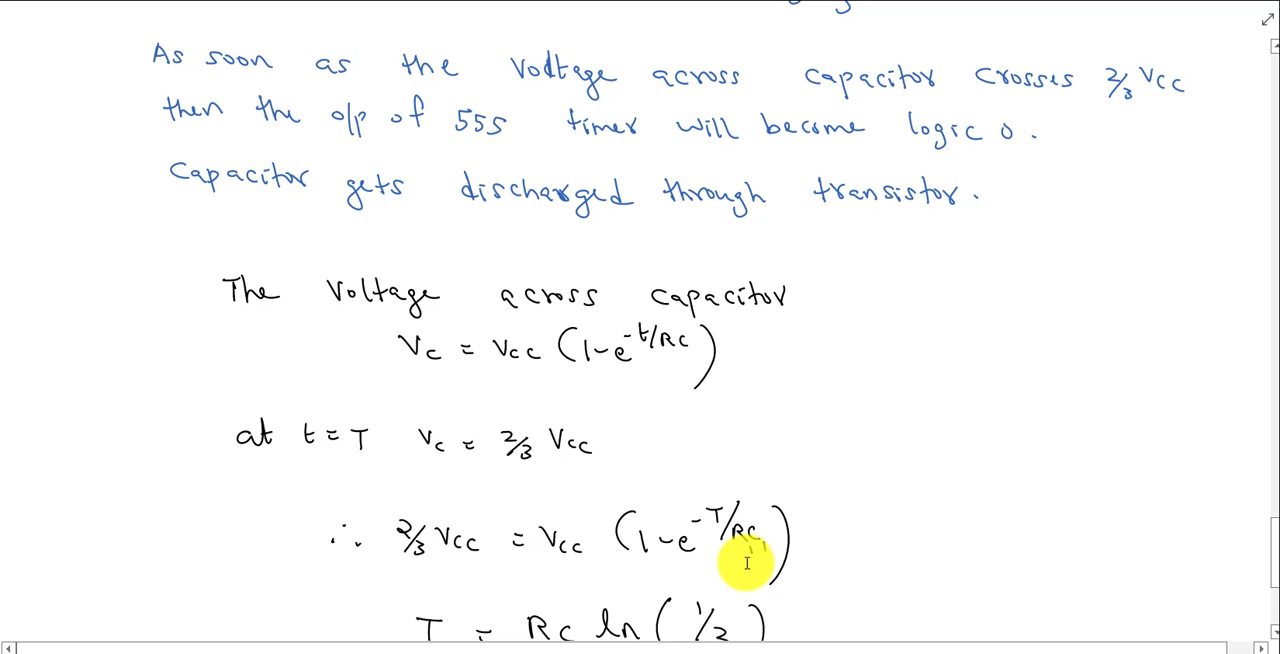 As soon as the Voltage across capacitor crosses 2/3 VCC
then the o/p of 555 timer will become logic 0.
Capacitor gets discharged through transistor.
The Voltage across capacitor
Vc = Vcc (1-e^-t/RC)
at t=T Vc = 2/3 Vcc
∴ 2/3 Vcc = Vcc (1-e^-T/RC)
T = RC ln(1/2)